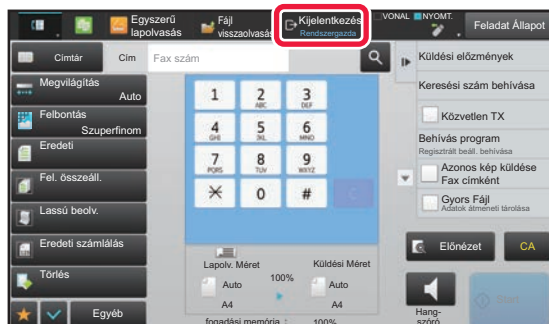 Egyszerű
lapolvasás
Fájl
visszaolvasás
Kijelentkezés
Rendszergazda
VONAL
NYOMT.
Feladat Állapot
Címtár
Cím
Fax szám
Küldési előzmények
Megvilágítás
Auto
Keresési szám behívása
Felbontás
Szuperfinom
Közvetlen TX
Eredeti
Behívás program
Regisztrált beáll. behívása
Fel. összeáll.
Azonos kép küldése
Fax címként
Lassú beolv.
Gyors Fájl
Adatok átmeneti tárolása
Eredeti számlálás
Törlés
Egyéb
1
2
ABC
3
DEF
4
GHI
5
JKL
6
MNO
7
PQRS
8
TUV
9
WXYZ
0
#
C
Lapolv. Méret
Küldési Méret
100%
Auto
Auto
A4
A4
fogadási memória :
100%
Előnézet
CA
Hang-
szóró
Start